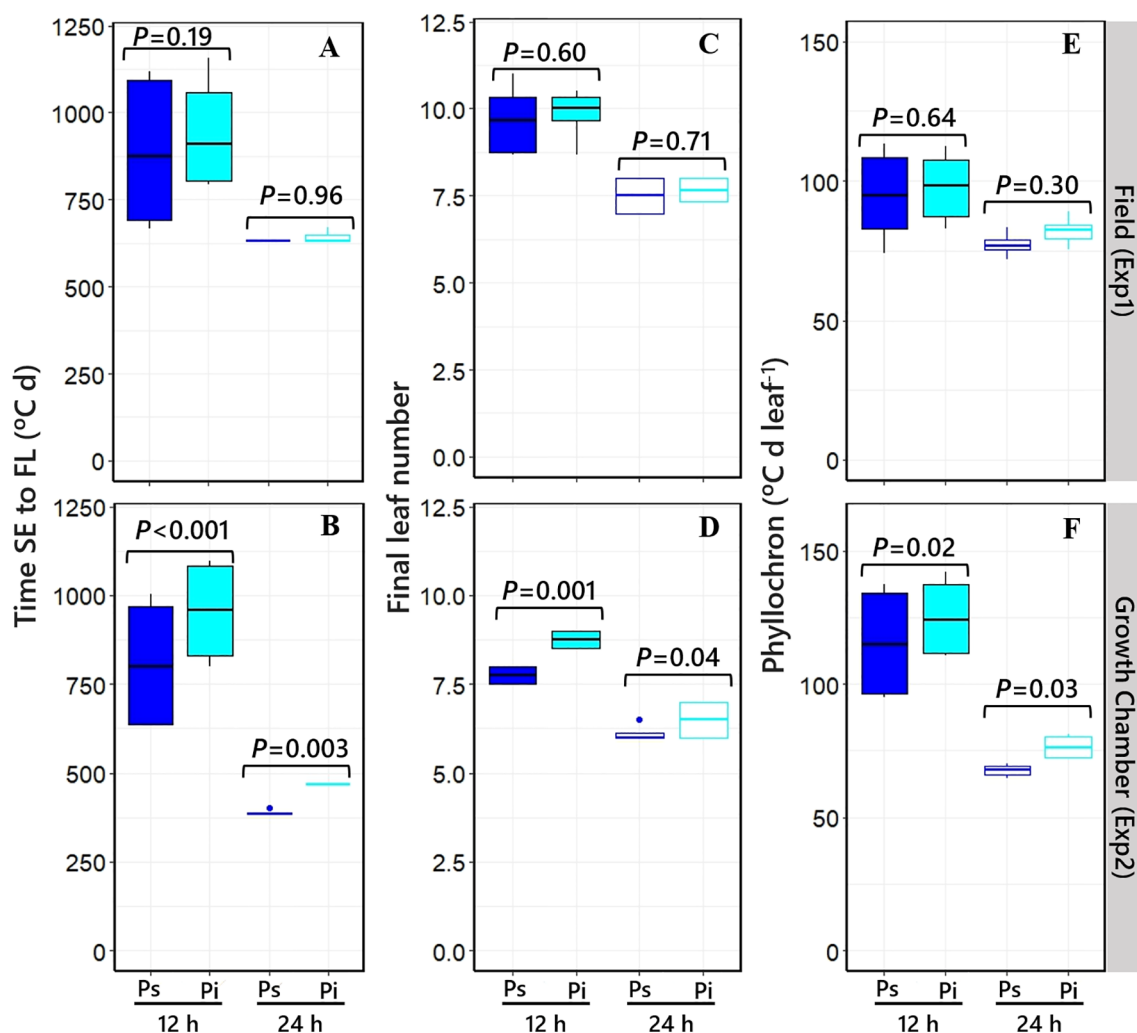 Time SE to FL (°C d)
1250
1000
750
500
250
0
A
P=0.19
P=0.96
Final leaf number
12.5
10.0
7.5
5.0
2.5
0.0
C
P=0.60
P=0.71
Phyllochron (°C d leaf-1)
150
100
50
0
E
P=0.64
P=0.30
Field (Exp1)
1250
1000
750
500
250
0
B
P<0.001
P=0.003
Ps Pi Ps Pi
12 h 24 h
10.0
7.5
5.0
2.5
0.0
D
P=0.001
P=0.04
Ps Pi Ps Pi
12 h 24 h
150
100
50
0
F
P=0.02
P=0.03
Ps Pi Ps Pi
12 h 24 h
Growth Chamber (Exp2)